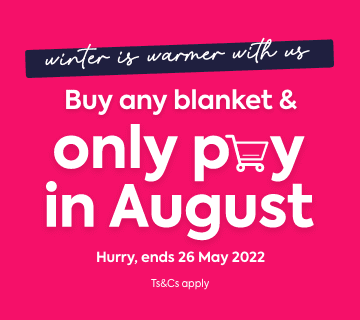 winter is warmer with us
Buy any blanket &
only pay
in August
Hurry, ends 26 May 2022
Ts&Cs apply